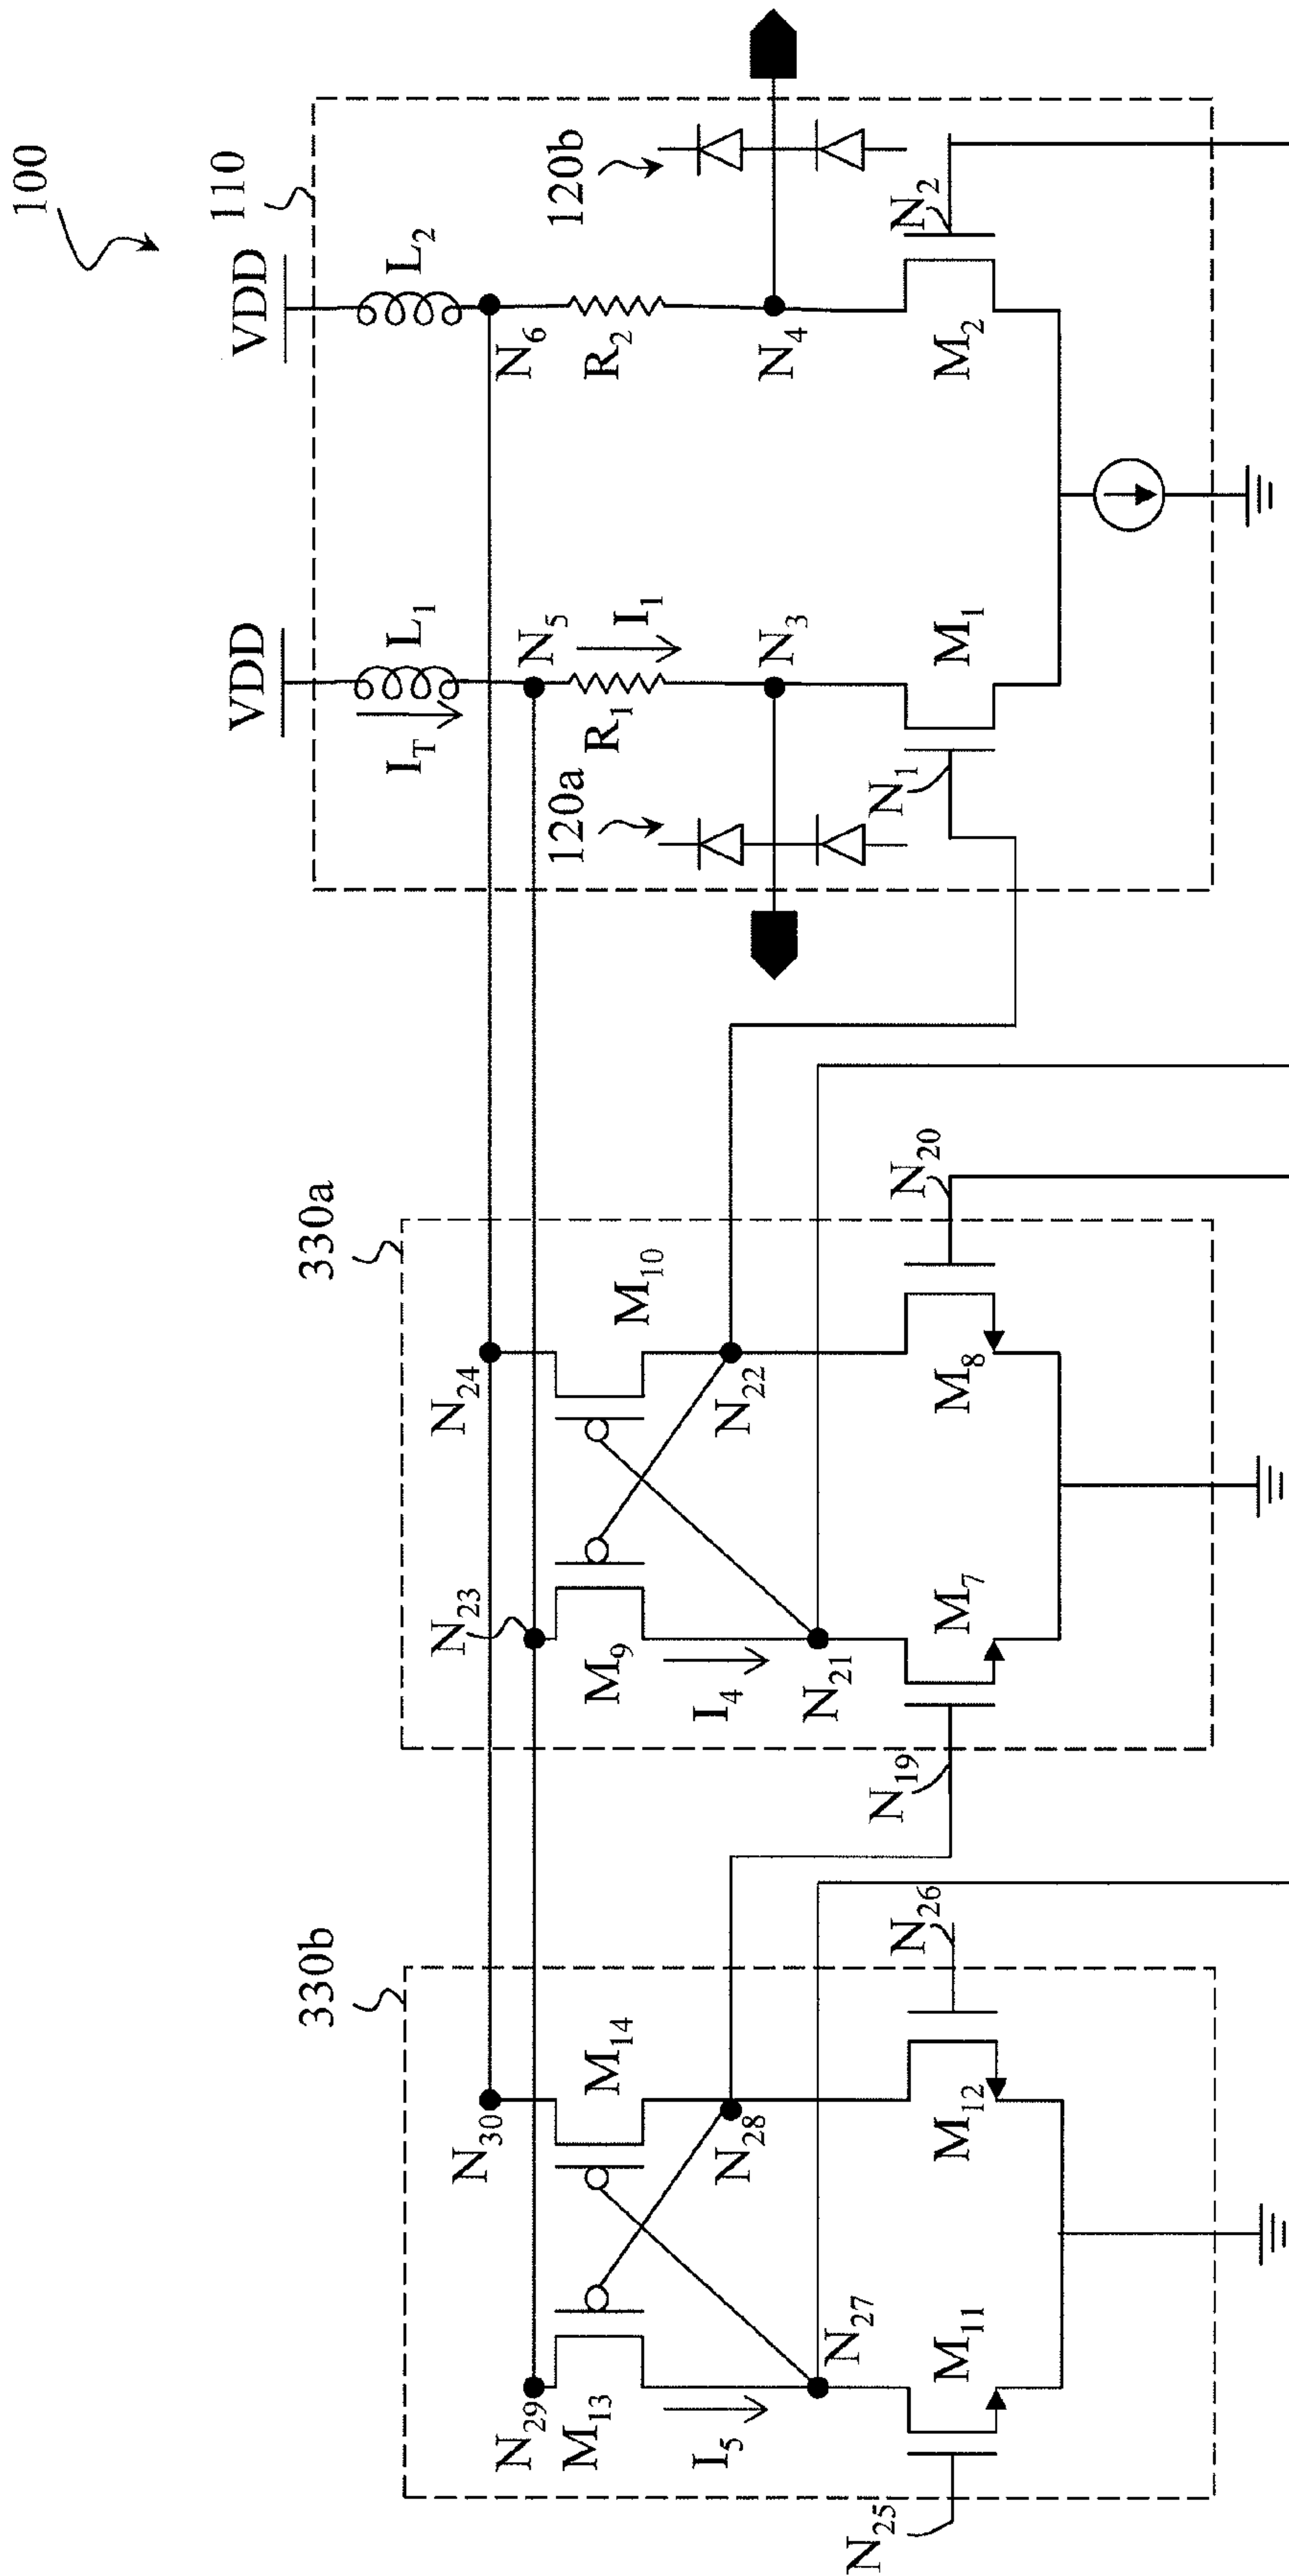 100
110
330a
330b
VDD
VDD
L₁
L₂
I_T
N₅
N₆
R₁
I₁
R₂
120a
120b
N₃
N₄
N₁
N₂
M₁
M₂
N₂₃
N₂₄
M₉
M₁₀
I₄
N₂₁
N₂₂
N₁₉
N₂₀
M₇
M₈
N₂₉
N₃₀
M₁₃
M₁₄
I₅
N₂₇
N₂₈
N₂₅
N₂₆
M₁₁
M₁₂